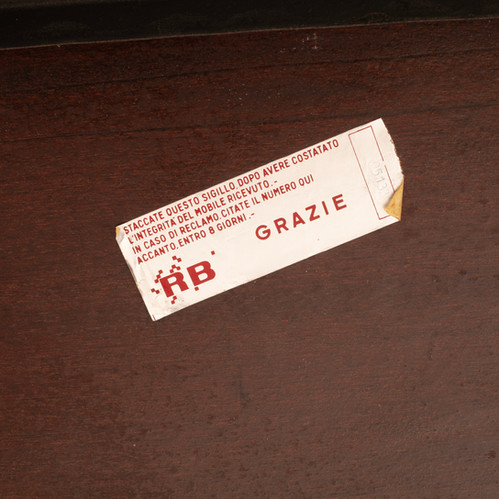 STACCATE QUESTO SIGILLO,DOPO AVERE COSTATATO
L'INTEGRITA' DEL MOBILE RICEVUTO.-
IN CASO DI RECLAMO,CITATE IL NUMERO QUI
ACCANTO,ENTRO 8 GIORNI.-
GRAZIE
RB